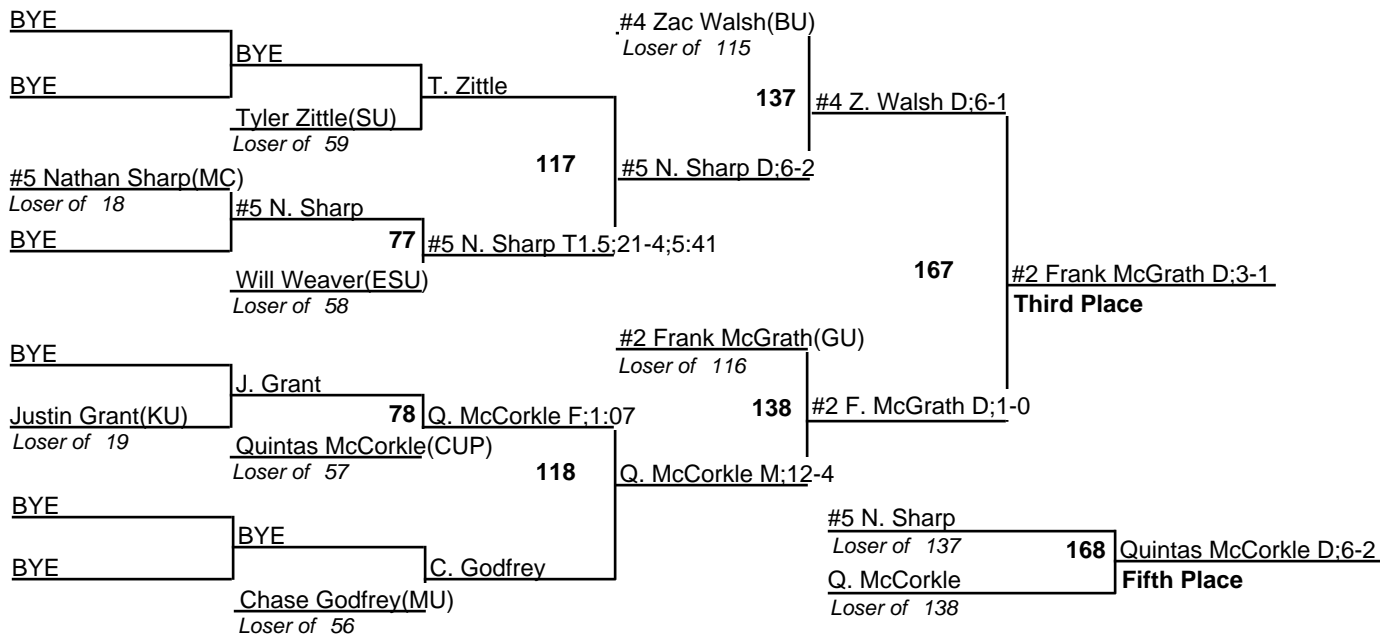 BYE
BYE
BYE
Tyler Zittle(SU)
Loser of 59
T. Zittle
#5 Nathan Sharp(MC)
Loser of 18
BYE
#5 N. Sharp
77
Will Weaver(ESU)
Loser of 58
#5 N. Sharp T1.5;21-4;5:41
117
#4 Zac Walsh(BU)
Loser of 115
137
#5 N. Sharp D;6-2
#4 Z. Walsh D;6-1
BYE
Justin Grant(KU)
Loser of 19
J. Grant
78
Quintas McCorkle(CUP)
Loser of 57
Q. McCorkle F;1:07
118
BYE
BYE
BYE
Chase Godfrey(MU)
Loser of 56
C. Godfrey
#2 Frank McGrath(GU)
Loser of 116
138
Q. McCorkle M;12-4
#2 F. McGrath D;1-0
167
#2 Frank McGrath D;3-1
Third Place
#5 N. Sharp
Loser of 137
168
Q. McCorkle
Loser of 138
Quintas McCorkle D;6-2
Fifth Place